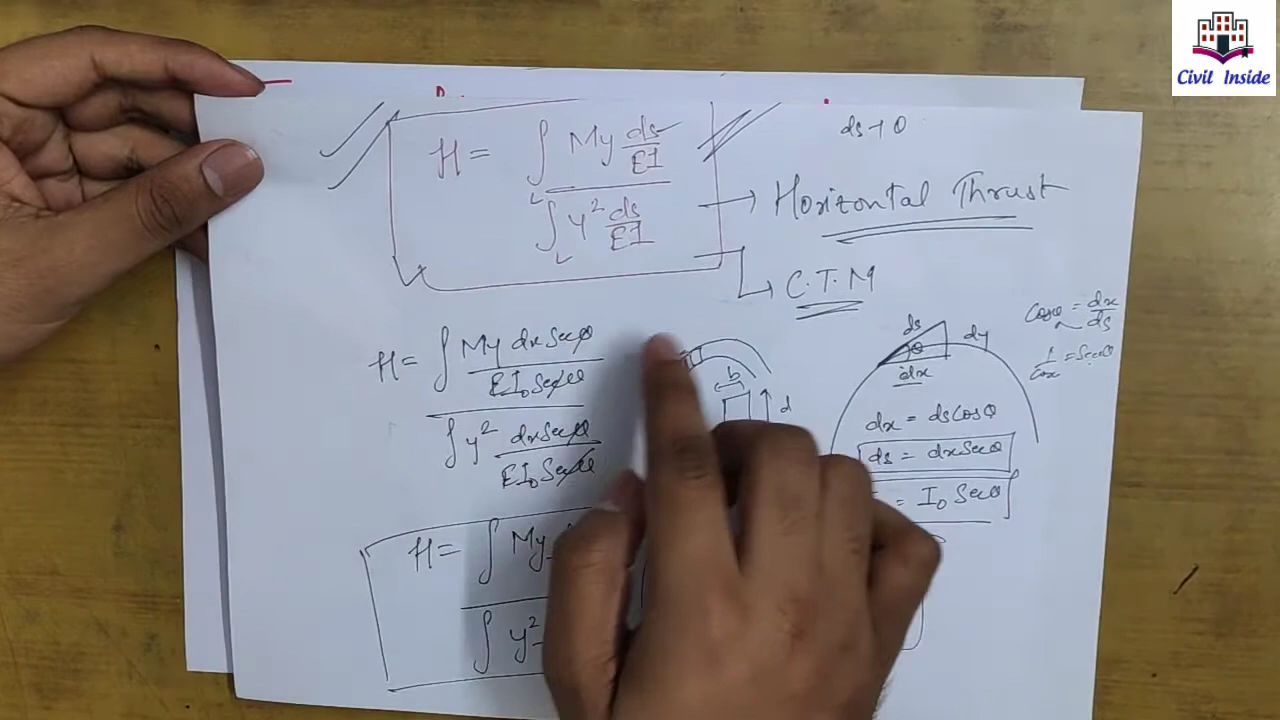 Civil Inside
ds → 0
H = ∫L My ds/EI
∫L y² ds/EI
→ Horizontal Thrust
→ C.T.M
H = ∫ My dx Secθ / EI₀ Secθ
∫ y² dx Secθ / EI₀ Secθ
b
d
ds
θ
dy
dx
Cosθ = dx/ds
1/Cosx = Secθ
dx = ds Cosθ
ds = dx Secθ
= I₀ Secθ
H = ∫ My
∫ y²